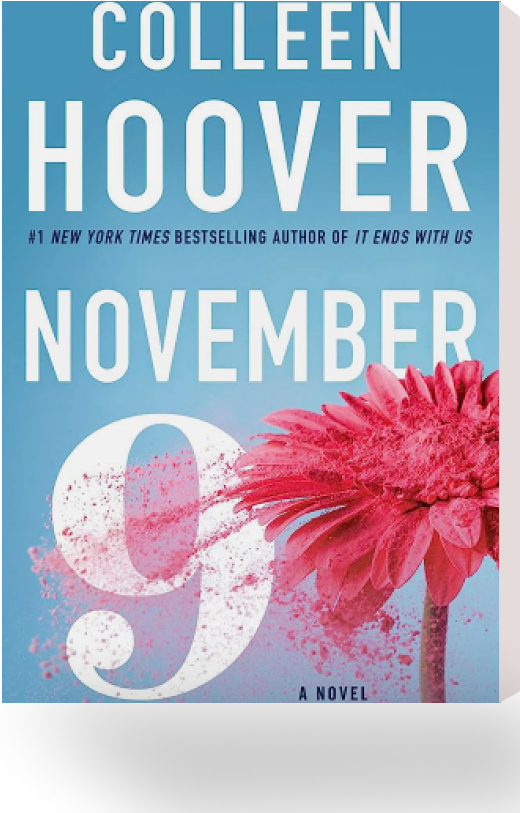 COLLEEN
HOOVER
#1 NEW YORK TIMES BESTSELLING AUTHOR OF IT ENDS WITH US
NOVEMBER
9
A NOVEL